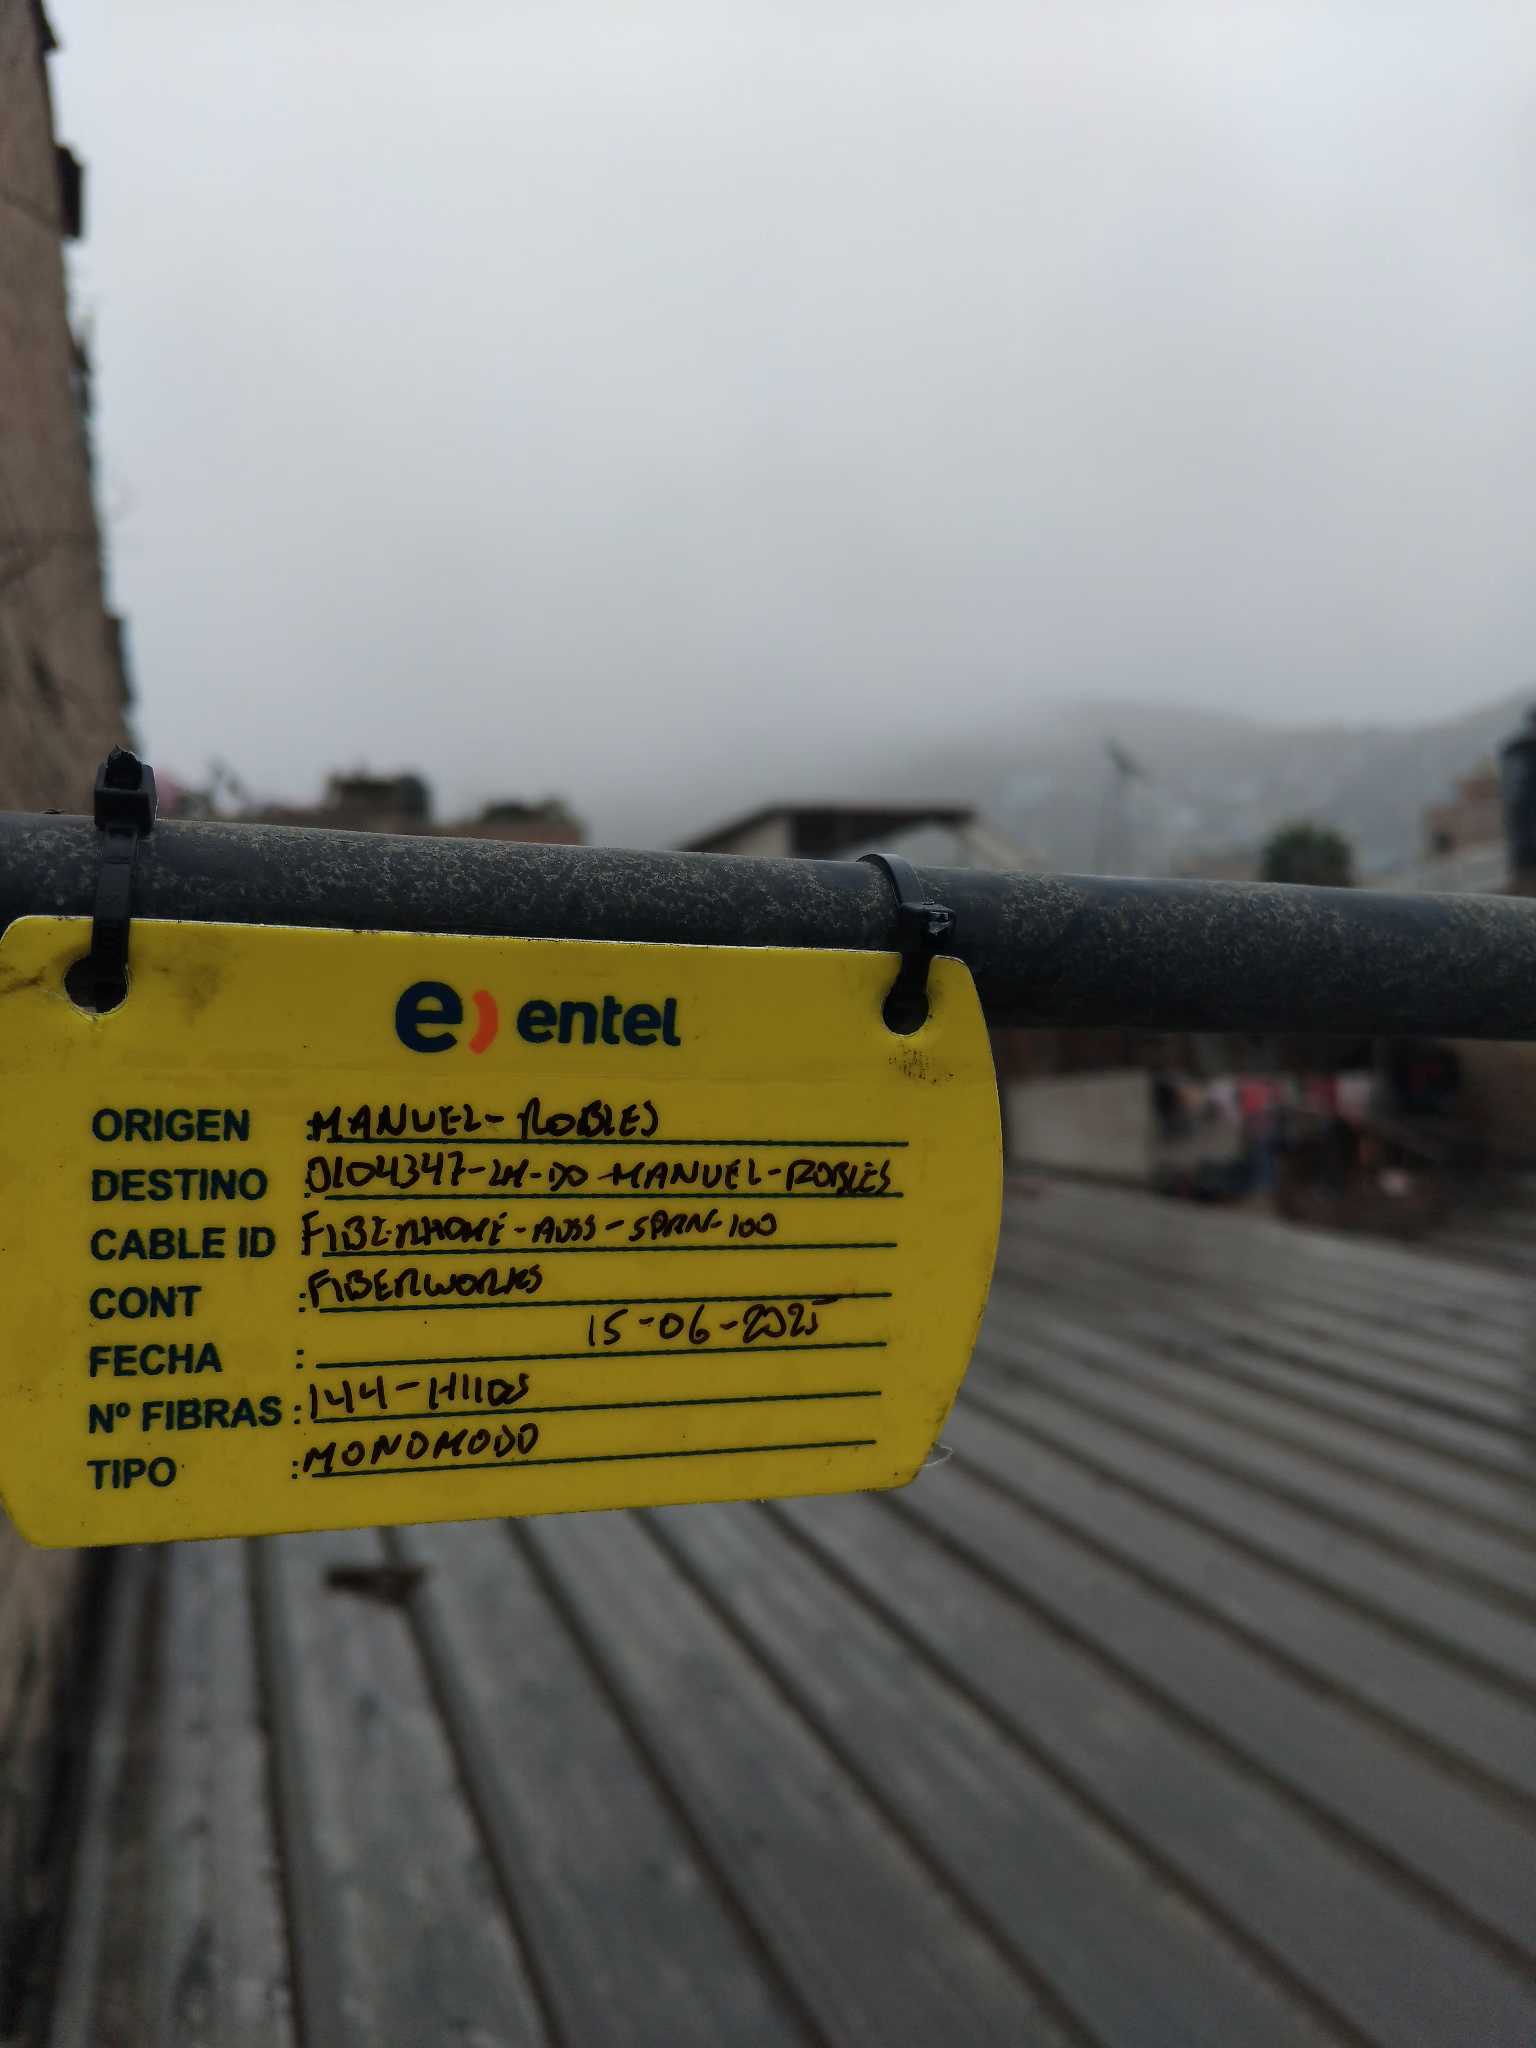 e) entel
ORIGEN : MANUEL-ROBLES
DESTINO : 0104347-LM-DO-MANUEL-ROBLES
CABLE ID FIBERHOME-ADSS-SPAN-100
CONT : FIBERWORKS
FECHA : 15-06-2025
Nº FIBRAS : 144-HILOS
TIPO : MONOMODO